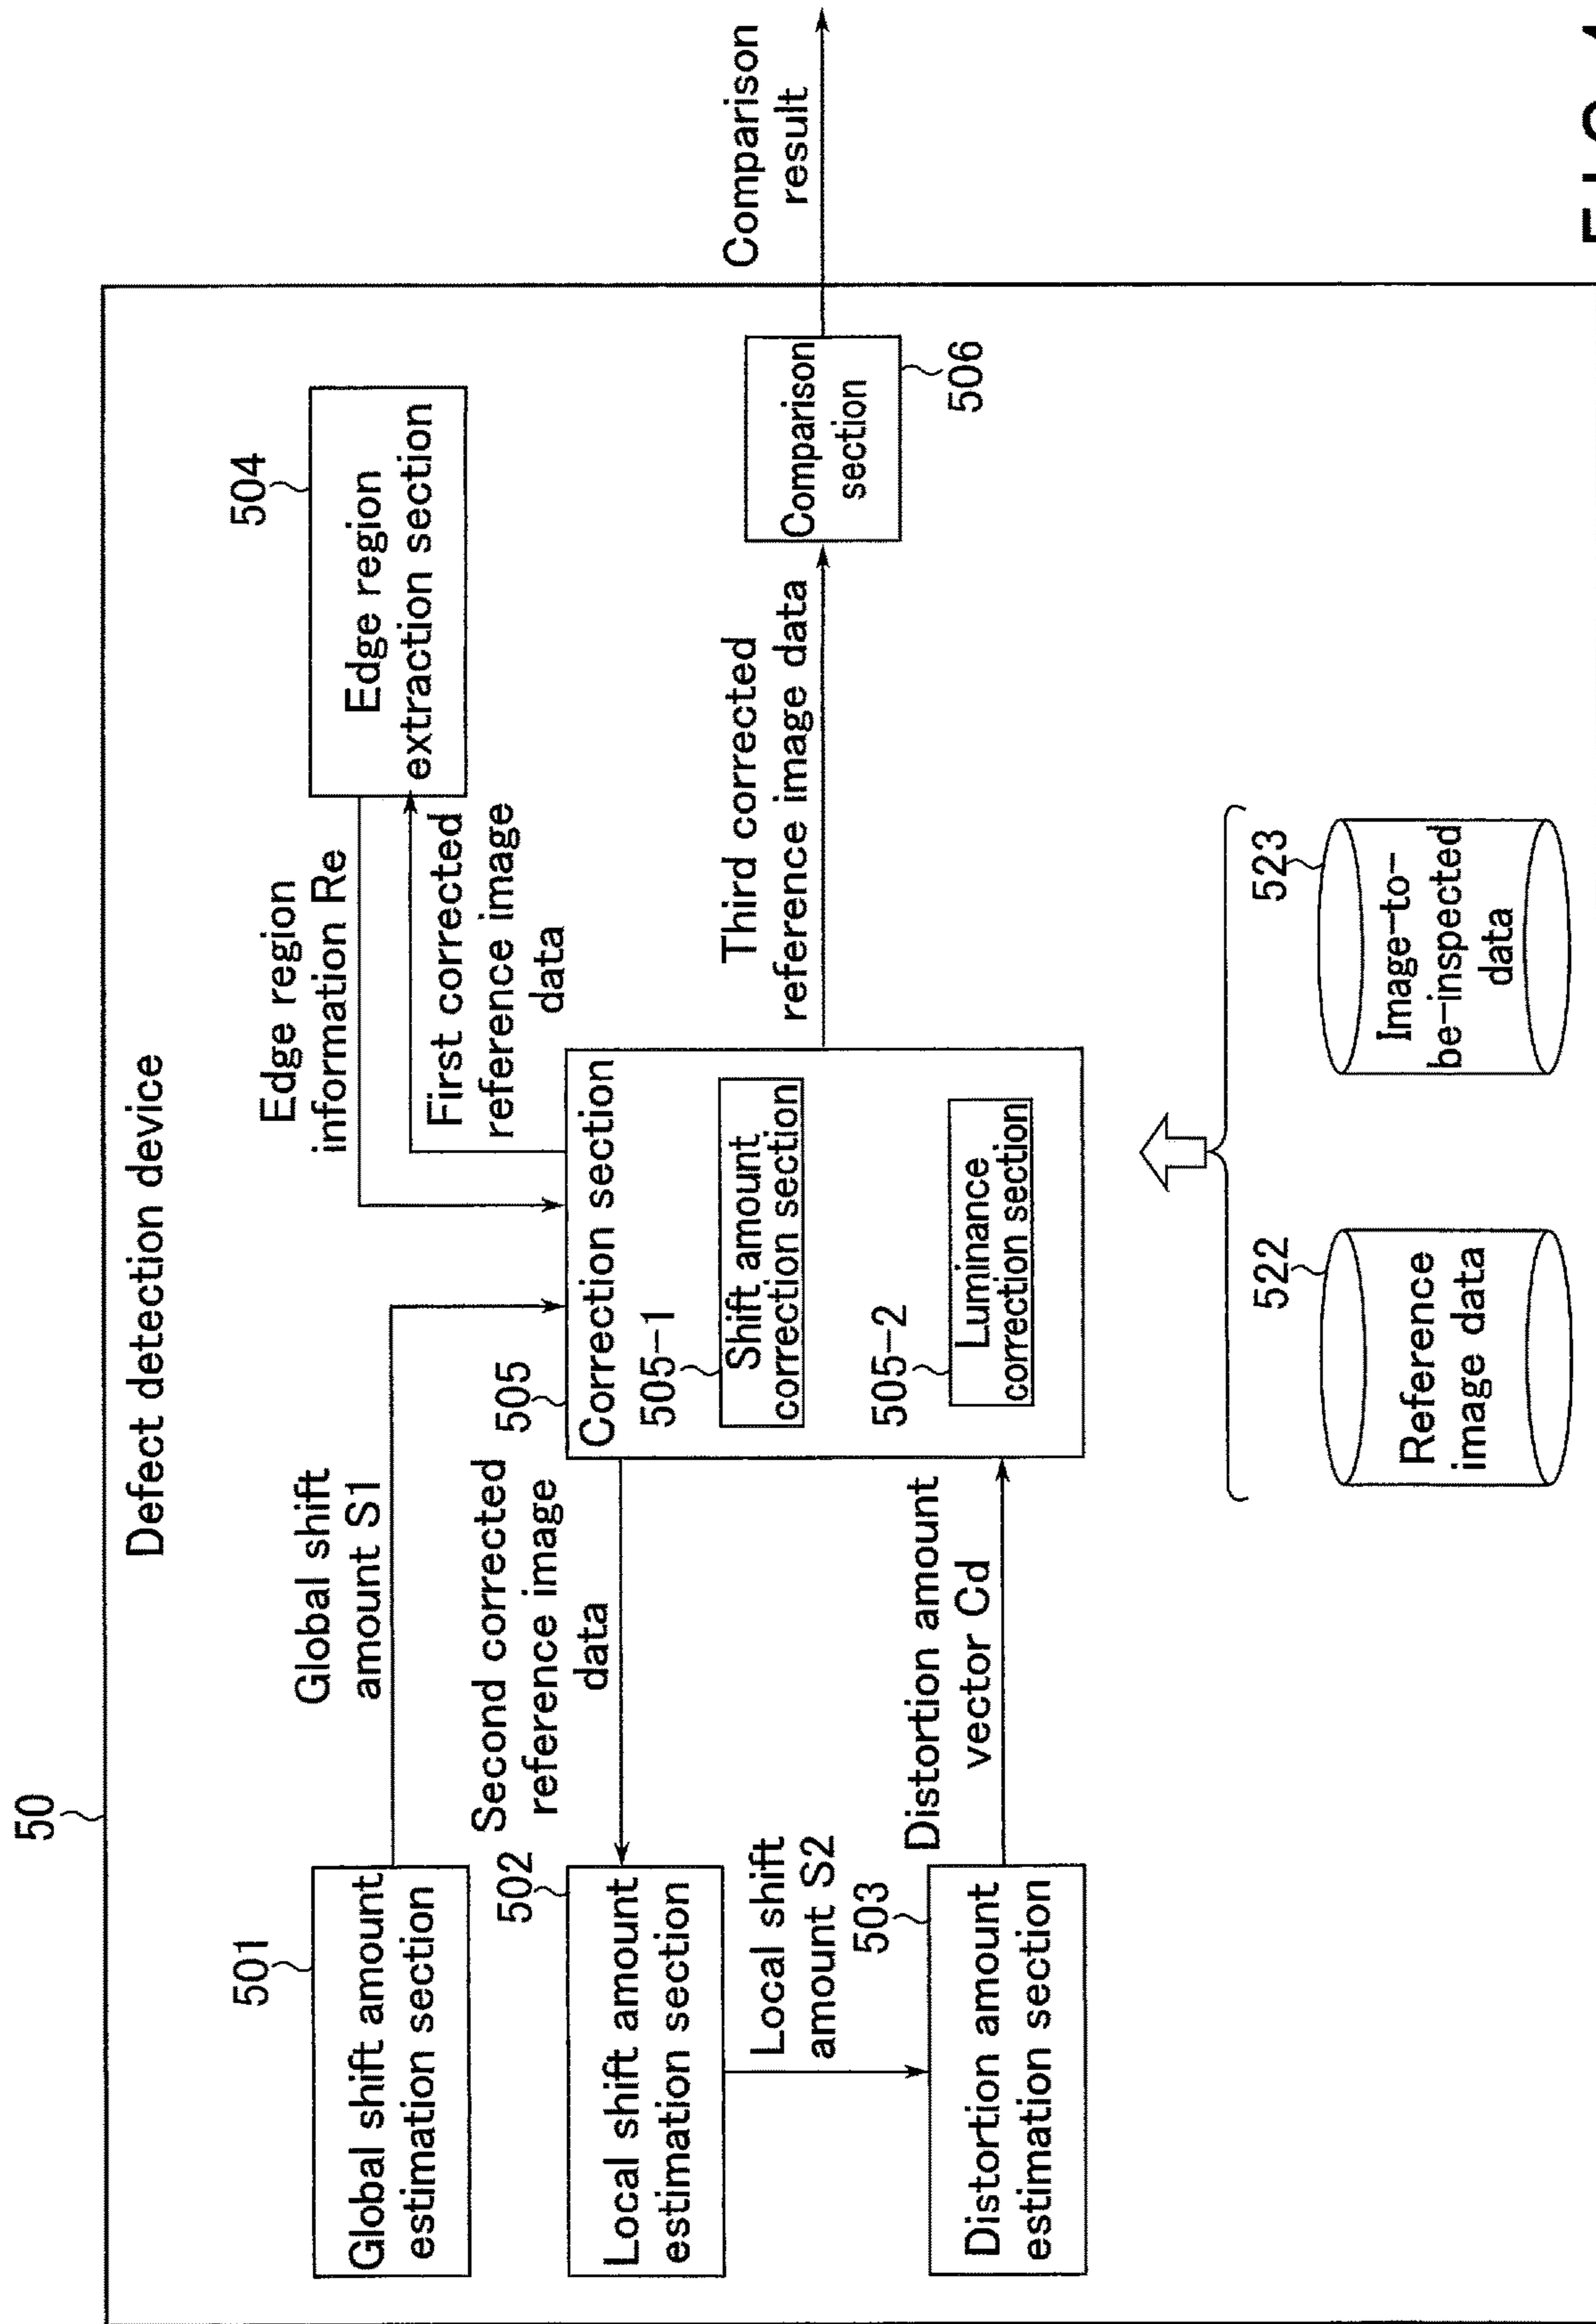 50
Defect detection device
501
Global shift amount
estimation section
Global shift
amount S1
Edge region
information Re
504
Edge region
extraction section
First corrected
reference image
data
502
Local shift amount
estimation section
Second corrected
reference image
data
505
Correction section
505-1
Shift amount
correction section
505-2
Luminance
correction section
Local shift
amount S2
503
Distortion amount
estimation section
Distortion amount
vector Cd
Third corrected
reference image data
Comparison
section
506
Comparison
result
522
Reference
image data
523
Image-to-
be-inspected
data